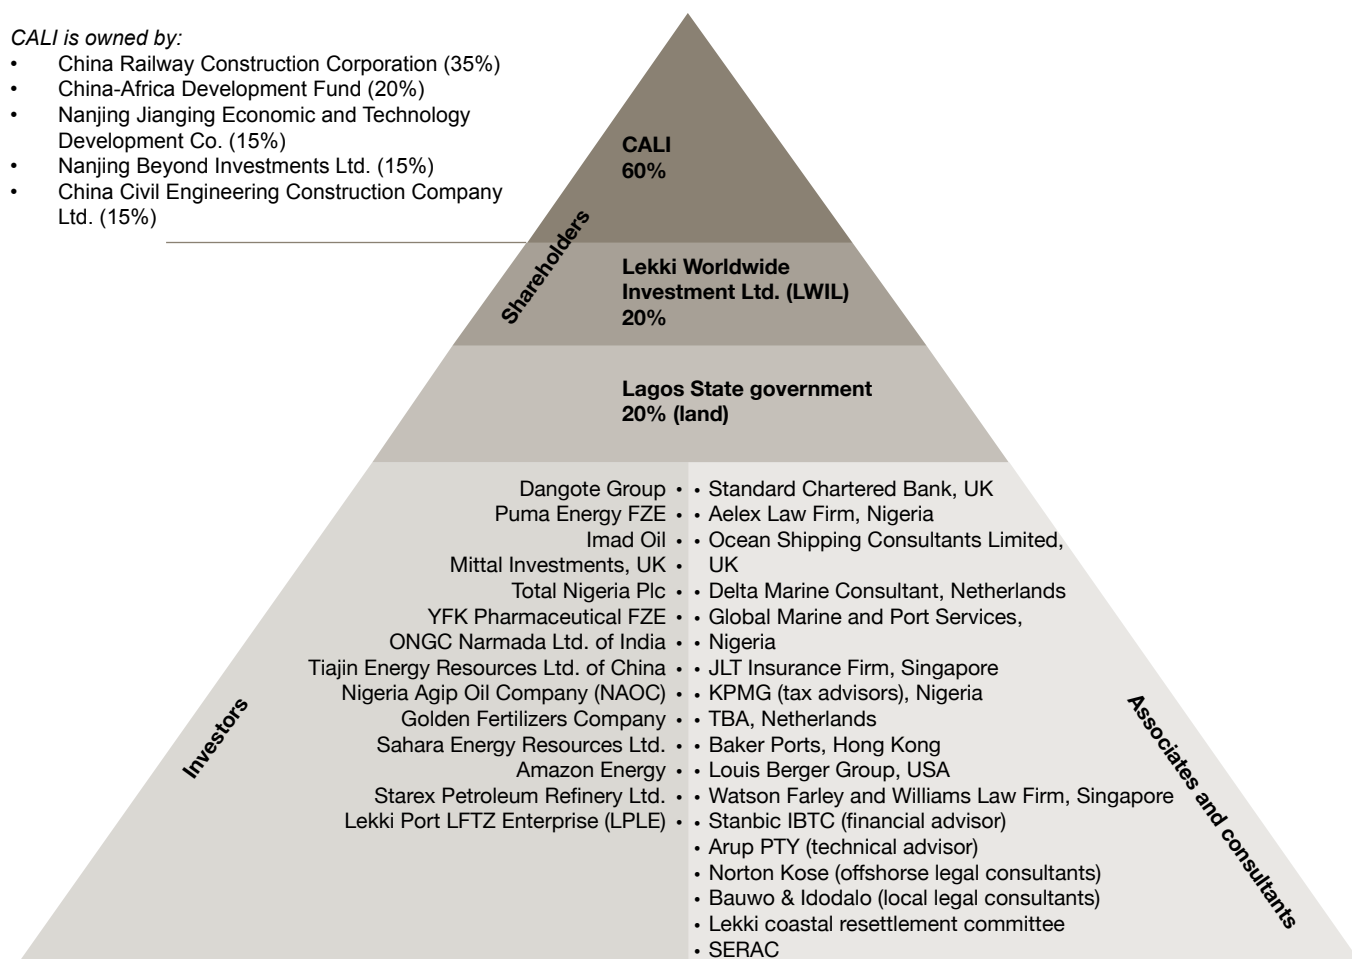 CALI is owned by:
• China Railway Construction Corporation (35%)
• China-Africa Development Fund (20%)
• Nanjing Jianging Economic and Technology
Development Co. (15%)
• Nanjing Beyond Investments Ltd. (15%)
• China Civil Engineering Construction Company
Ltd. (15%)
CALI
60%
Shareholders
Lekki Worldwide
Investment Ltd. (LWIL)
20%
Lagos State government
20% (land)
Investors
Dangote Group •
Puma Energy FZE •
Imad Oil •
Mittal Investments, UK •
Total Nigeria Plc •
YFK Pharmaceutical FZE •
ONGC Narmada Ltd. of India •
Tiajin Energy Resources Ltd. of China •
Nigeria Agip Oil Company (NAOC) •
Golden Fertilizers Company •
Sahara Energy Resources Ltd. •
Amazon Energy •
Starex Petroleum Refinery Ltd. •
Lekki Port LFTZ Enterprise (LPLE) •
• Standard Chartered Bank, UK
• Aelex Law Firm, Nigeria
• Ocean Shipping Consultants Limited,
UK
• Delta Marine Consultant, Netherlands
• Global Marine and Port Services,
• Nigeria
• JLT Insurance Firm, Singapore
• KPMG (tax advisors), Nigeria
• TBA, Netherlands
• Baker Ports, Hong Kong
• Louis Berger Group, USA
• Watson Farley and Williams Law Firm, Singapore
• Stanbic IBTC (financial advisor)
• Arup PTY (technical advisor)
• Norton Kose (offshorse legal consultants)
• Bauwo & Idodalo (local legal consultants)
• Lekki coastal resettlement committee
• SERAC
Associates and consultants